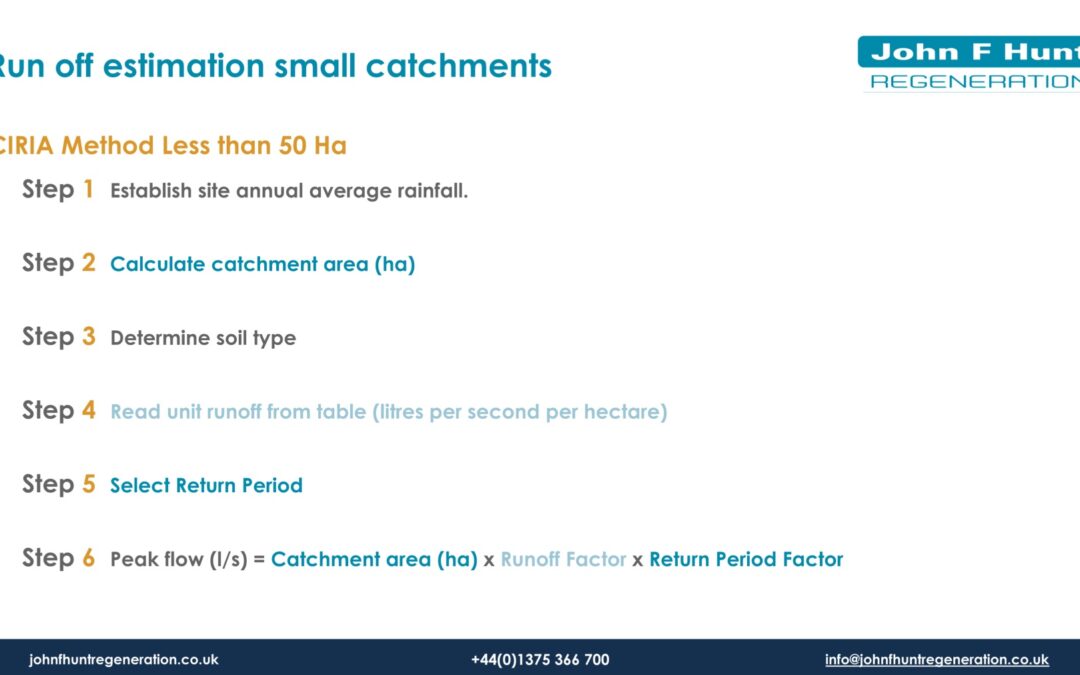 Run off estimation small catchments
John F Hunt
REGENERATION
CIRIA Method Less than 50 Ha
Step 1 Establish site annual average rainfall.
Step 2 Calculate catchment area (ha)
Step 3 Determine soil type
Step 4 Read unit runoff from table (litres per second per hectare)
Step 5 Select Return Period
Step 6 Peak flow (l/s) = Catchment area (ha) x Runoff Factor x Return Period Factor
johnfhuntregeneration.co.uk +44(0)1375 366 700 info@johnfhuntregeneration.co.uk